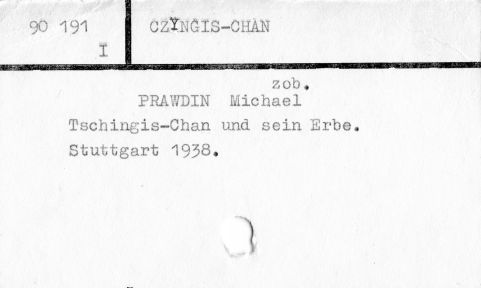 90 191 CZYNGIS-CHAN
I
zob.
PRAWDIN Michael
Tschingis-Chan und sein Erbe.
Stuttgart 1938.